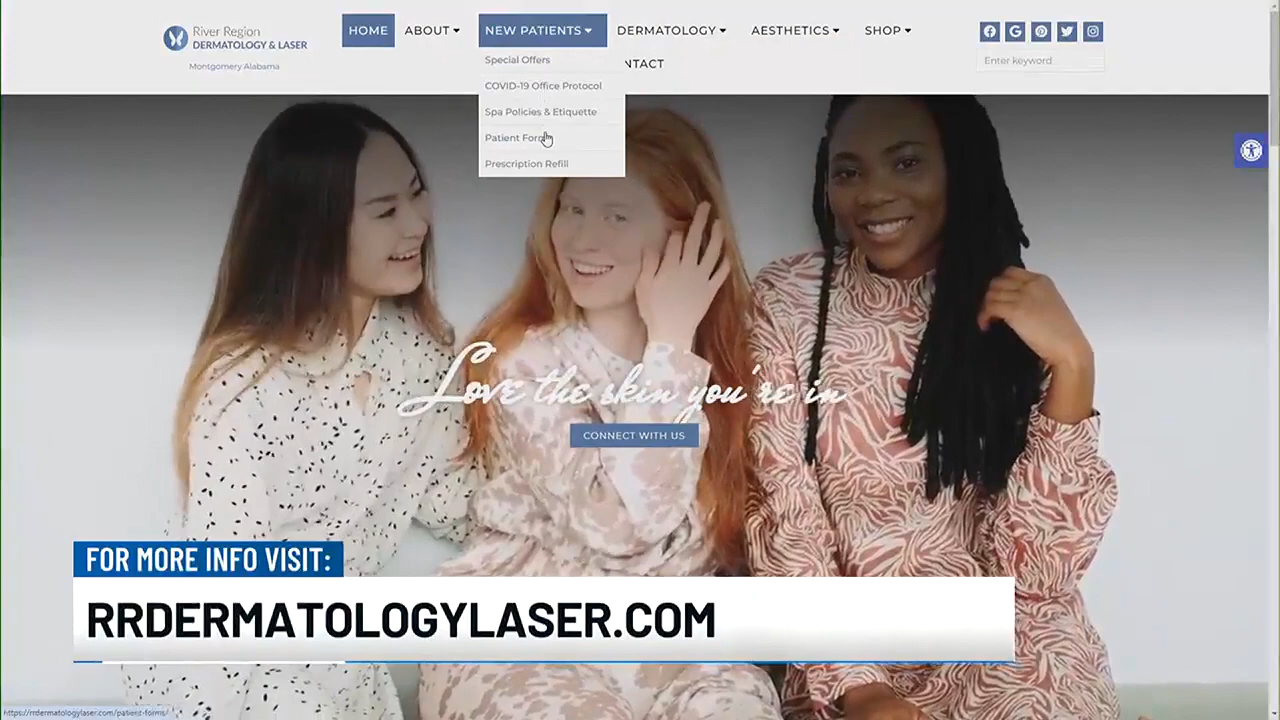 River Region
DERMATOLOGY & LASER
Montgomery Alabama
HOME ABOUT NEW PATIENTS DERMATOLOGY AESTHETICS SHOP
NTACT
Enter keyword
Special Offers
COVID-19 Office Protocol
Spa Policies & Etiquette
Patient Forms
Prescription Refill
Love the skin you're in
CONNECT WITH US
FOR MORE INFO VISIT:
RRDERMATOLOGYLASER.COM
https://rrdermatologylaser.com/patient-forms/